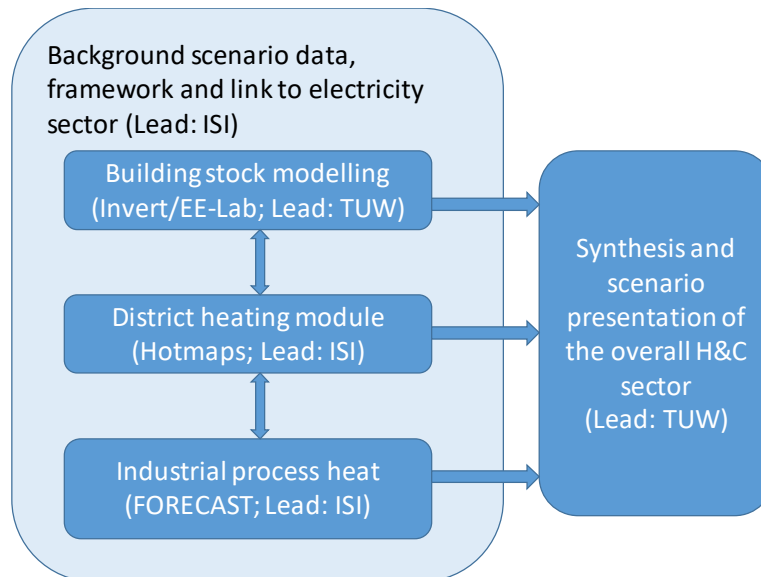 Background scenario data,
framework and link to electricity
sector (Lead: ISI)
Building stock modelling
(Invert/EE-Lab; Lead: TUW)
District heating module
(Hotmaps; Lead: ISI)
Industrial process heat
(FORECAST; Lead: ISI)
Synthesis and
scenario
presentation of
the overall H&C
sector
(Lead: TUW)